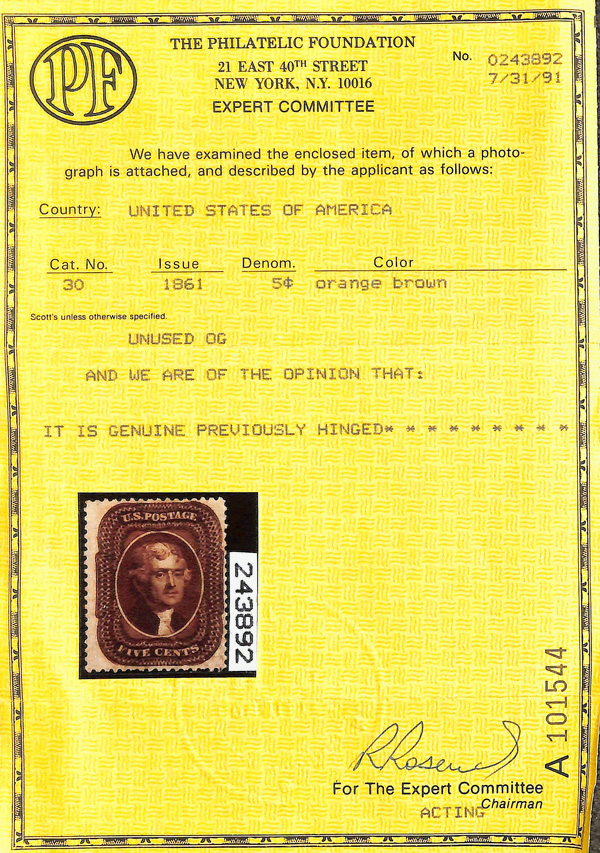 PF
THE PHILATELIC FOUNDATION
21 EAST 40TH STREET
NEW YORK, N.Y. 10016
EXPERT COMMITTEE
No. 0243892
7/31/91
We have examined the enclosed item, of which a photo-
graph is attached, and described by the applicant as follows:
Country: UNITED STATES OF AMERICA
Cat. No. Issue Denom. Color
30 1861 5¢ orange brown
Scott's unless otherwise specified.
UNUSED OG
AND WE ARE OF THE OPINION THAT:
IT IS GENUINE PREVIOUSLY HINGED* * * * * * * * *
U.S. POSTAGE
FIVE CENTS
243892
A 101544
For The Expert Committee
ACTING Chairman